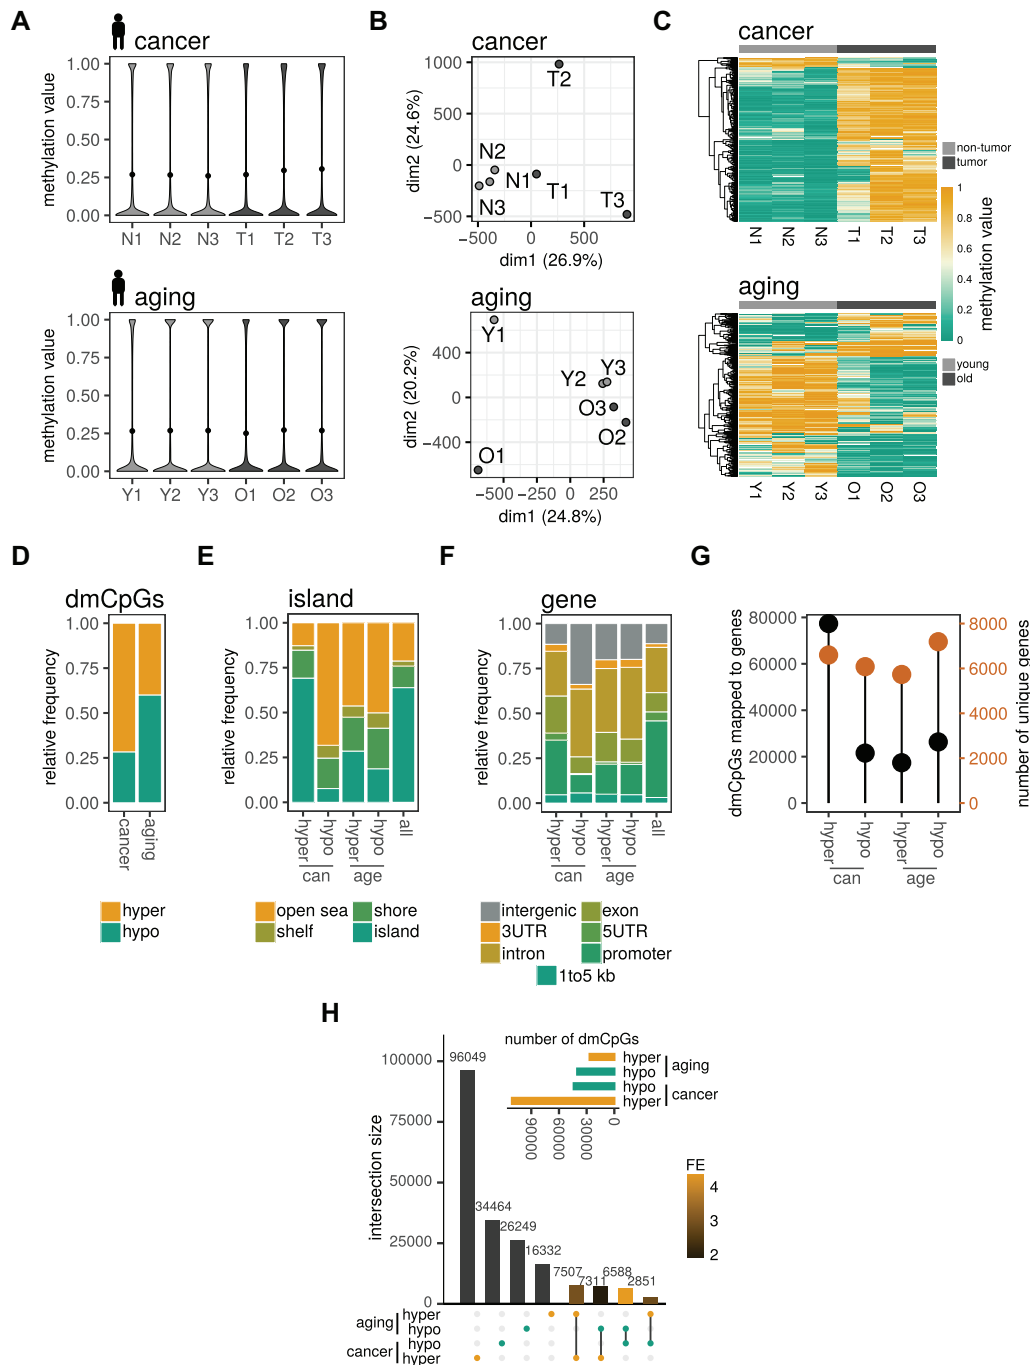 A
cancer
methylation value
1.00
0.75
0.50
0.25
0.00
N1 N2 N3 T1 T2 T3
aging
methylation value
1.00
0.75
0.50
0.25
0.00
Y1 Y2 Y3 O1 O2 O3
B
cancer
dim2 (24.6%)
1000
500
0
−500
T2
N2
N1
T1
N3
T3
−500 0 500
dim1 (26.9%)
aging
dim2 (20.2%)
400
0
−400
Y1
Y3
Y2
O3
O2
O1
−500 −250 0 250
dim1 (24.8%)
C
cancer
N1 N2 N3 T1 T2 T3
non-tumor
tumor
1
0.8
0.6
0.4
0.2
0
methylation value
aging
Y1 Y2 Y3 O1 O2 O3
young
old
D
dmCpGs
relative frequency
1.00
0.75
0.50
0.25
0.00
cancer
aging
hyper
hypo
E
island
relative frequency
1.00
0.75
0.50
0.25
0.00
hyper hypo hyper hypo all
can age
open sea shore
shelf island
F
gene
relative frequency
1.00
0.75
0.50
0.25
0.00
hyper hypo hyper hypo all
can age
intergenic exon
3UTR 5UTR
intron promoter
1to5 kb
G
dmCpGs mapped to genes
80000
60000
40000
20000
0
8000
6000
4000
2000
0
number of unique genes
hyper hypo hyper hypo
can age
H
intersection size
100000
75000
50000
25000
0
96049
34464
26249
16332
7507
7311
6588
2851
number of dmCpGs
hyper
hypo
aging
hypo
hyper
cancer
90000 60000 30000 0
FE
4
3
2
aging
hyper
hypo
cancer
hypo
hyper